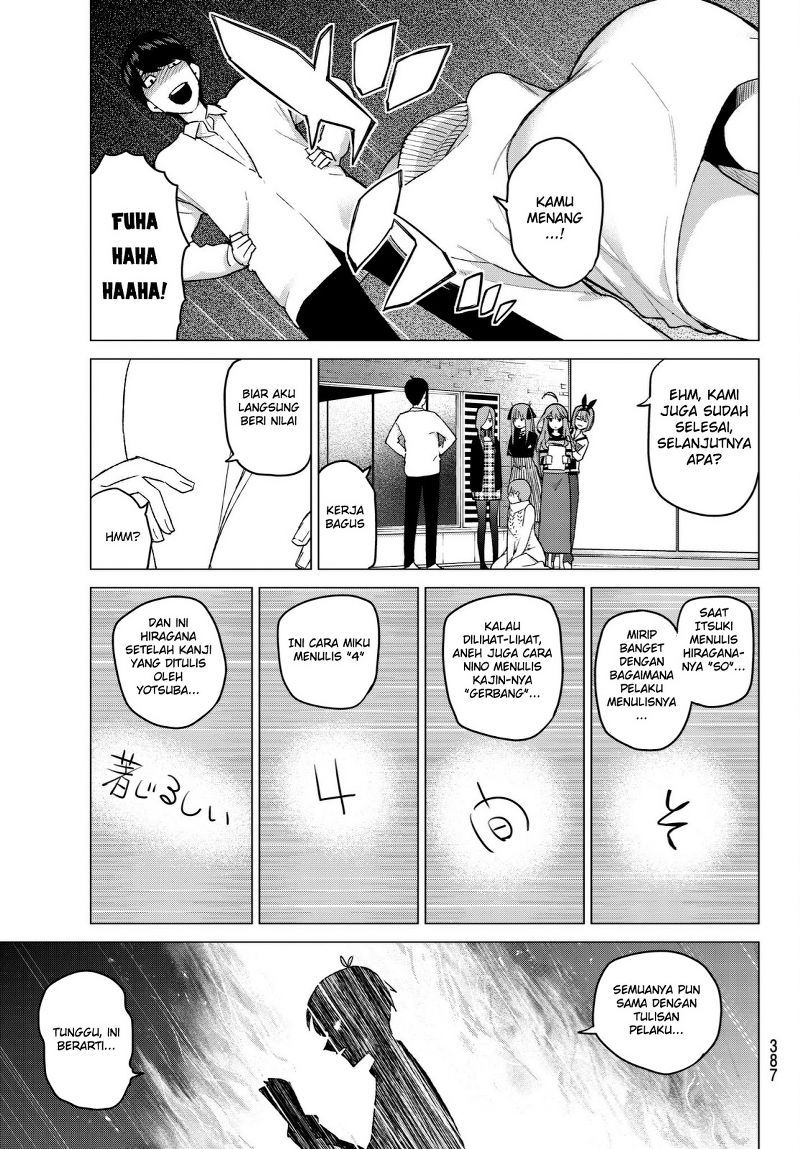 KAMU
MENANG
...!
FUHA
HAHA
HAAHA!
EHM, KAMI
JUGA SUDAH
SELESAI,
SELANJUTNYA
APA?
KERJA
BAGUS
BIAR AKU
LANGSUNG
BERI NILAI
HMM?
SAAT
ITSUKI
MENULIS
HIRAGANA-
NYA "SO"...
MIRIP
BANGET
DENGAN
BAGAIMANA
PELAKU
MENULISNYA
...
そ
KALAU
DILIHAT-LIHAT,
ANEH JUGA CARA
NINO MENULIS
KAJIN-NYA
"GERBANG"...
INI CARA MIKU
MENULIS "4"
4
DAN INI
HIRAGANA
SETELAH KANJI
YANG DITULIS
OLEH
YOTSUBA...
着じるしい
SEMUANYA PUN
SAMA DENGAN
TULISAN
PELAKU...
TUNGGU, INI
BERARTI...
387